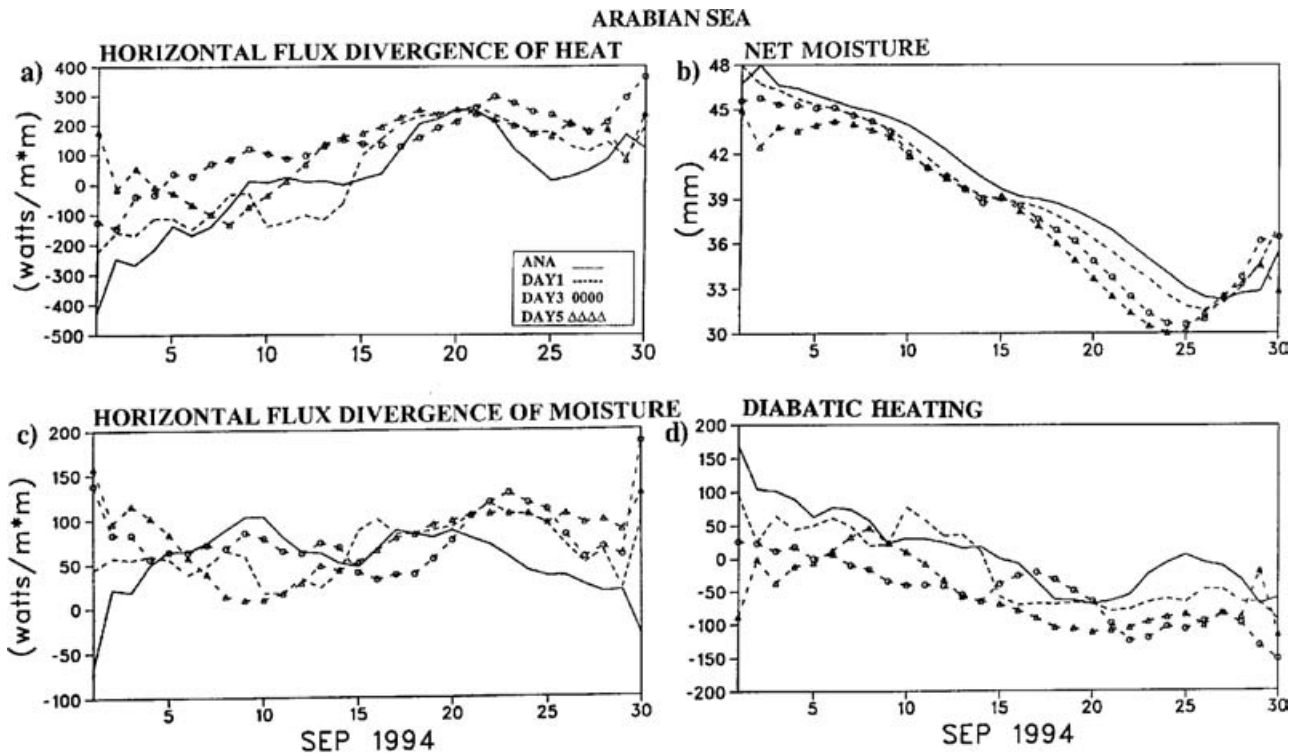 ARABIAN SEA
HORIZONTAL FLUX DIVERGENCE OF HEAT
NET MOISTURE
a)
b)
400
300
200
100
0
-100
-200
-300
-400
-500
(watts/m*m)
ANA
DAY1
DAY3 0000
DAY5 ΔΔΔΔ
5 10 15 20 25 30
48
45
42
39
36
33
30
(mm)
5 10 15 20 25 30
HORIZONTAL FLUX DIVERGENCE OF MOISTURE
DIABATIC HEATING
c)
d)
200
150
100
50
0
-50
-100
(watts/m*m)
5 10 15 20 25 30
SEP 1994
200
150
100
50
0
-50
-100
-150
-200
5 10 15 20 25 30
SEP 1994